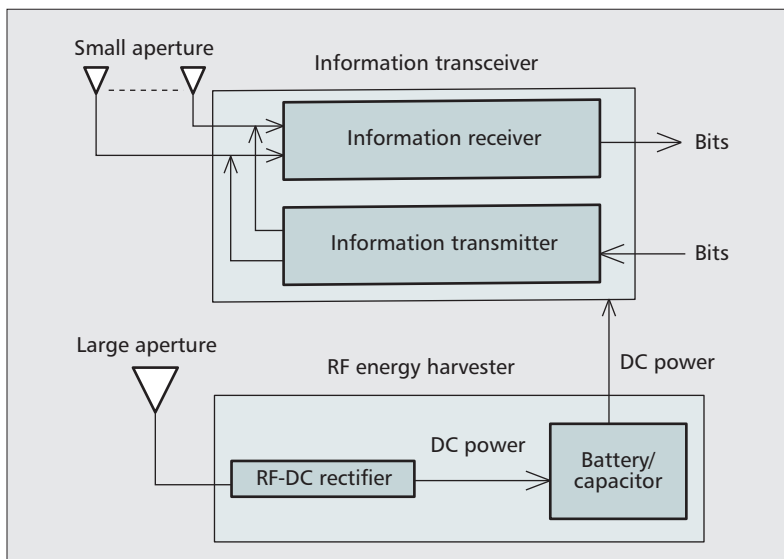 Small aperture
Information transceiver
Information receiver
Bits
Information transmitter
Bits
Large aperture
RF energy harvester
DC power
DC power
RF-DC rectifier
Battery/
capacitor